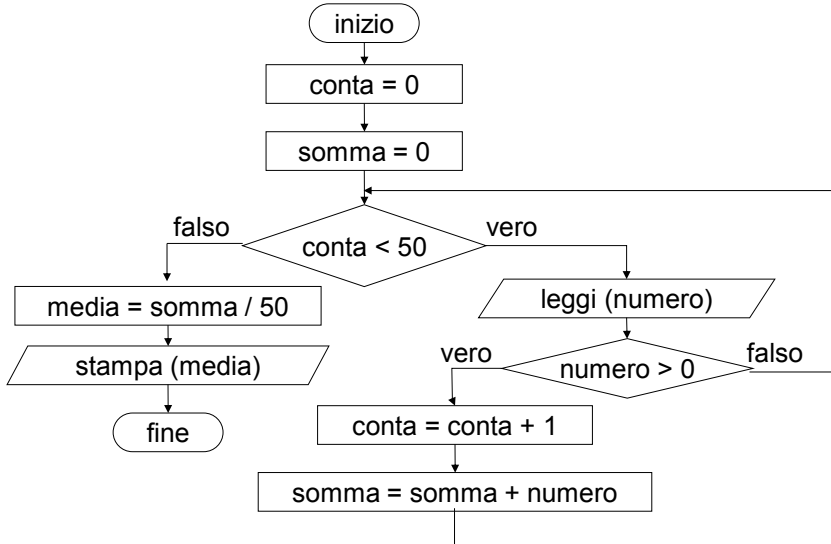 inizio
conta = 0
somma = 0
conta < 50
falso
vero
media = somma / 50
stampa (media)
fine
leggi (numero)
numero > 0
vero
falso
conta = conta + 1
somma = somma + numero